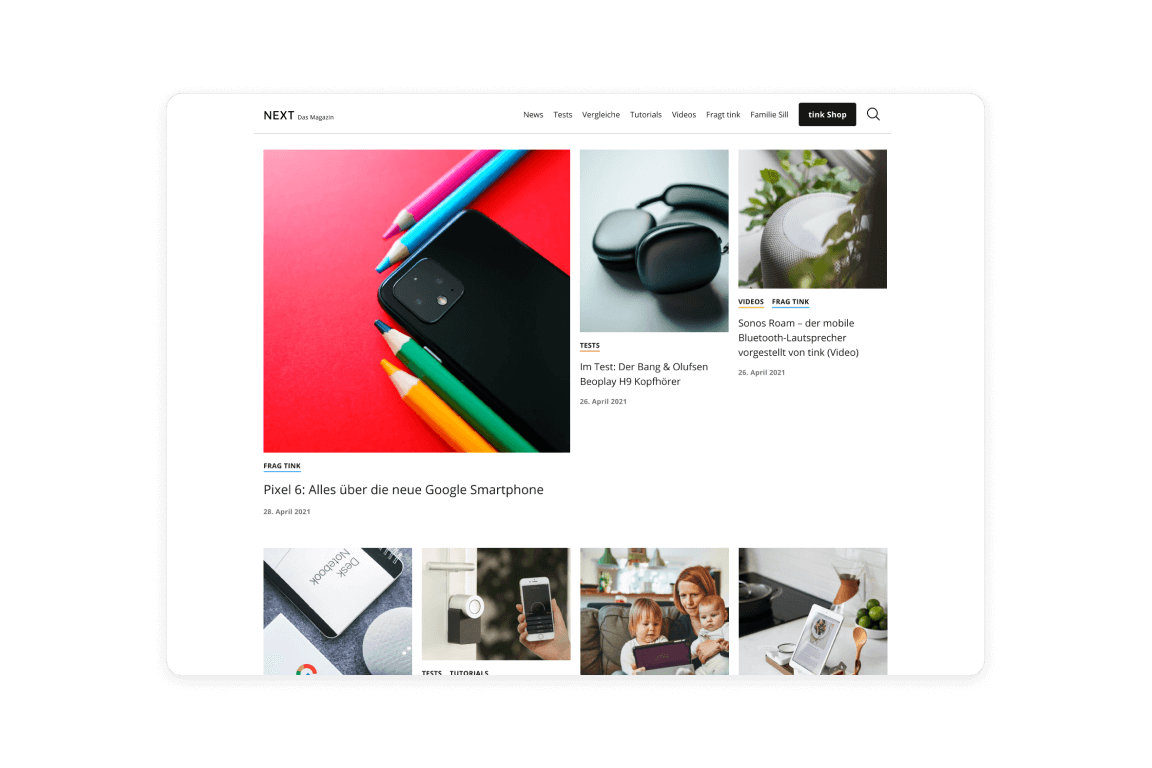 NEXT Das Magazin
News Tests Vergleiche Tutorials Videos Fragt tink Familie Sill tink Shop
FRAG TINK
Pixel 6: Alles über die neue Google Smartphone
28. April 2021
TESTS
Im Test: Der Bang & Olufsen
Beoplay H9 Kopfhörer
26. April 2021
VIDEOS FRAG TINK
Sonos Roam – der mobile
Bluetooth-Lautsprecher
vorgestellt von tink (Video)
26. April 2021
Desk
Notebook
TESTS TUTORIALS